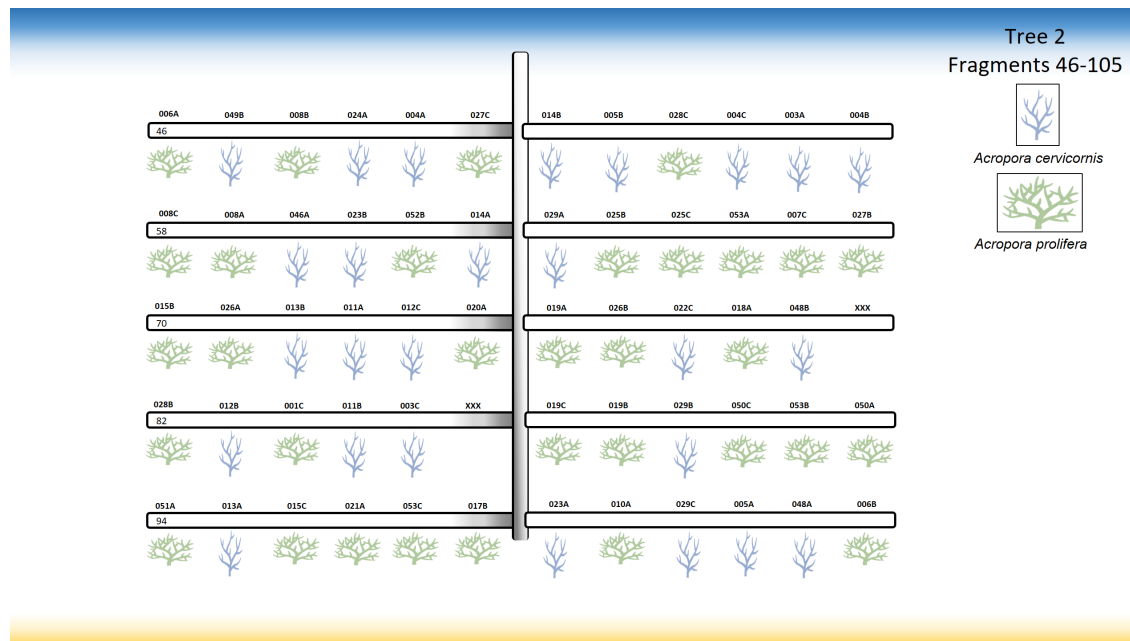 Tree 2
Fragments 46-105
Acropora cervicornis
Acropora prolifera
006A 049B 008B 024A 004A 027C 014B 005B 028C 004C 003A 004B
46
008C 008A 046A 023B 052B 014A 029A 025B 025C 053A 007C 027B
58
015B 026A 013B 011A 012C 020A 019A 026B 022C 018A 048B XXX
70
028B 012B 001C 011B 003C XXX 019C 019B 029B 050C 053B 050A
82
051A 013A 015C 021A 053C 017B 023A 010A 029C 005A 048A 006B
94